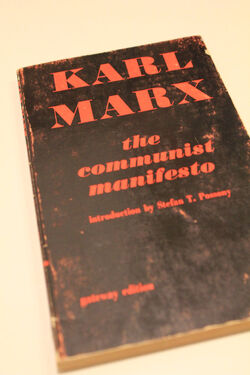 KARL
MARX
the
communist
manifesto
introduction by Stefan T. Possony
gateway edition